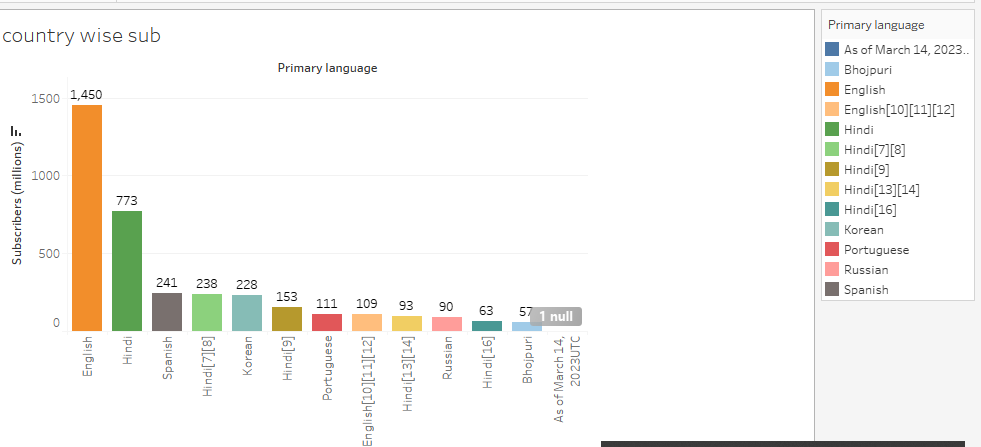 country wise sub
Primary language
1500
1000
500
0
Subscribers (millions)
1,450
773
241
238
228
153
111
109
93
90
63
57
1 null
English
Hindi
Spanish
Hindi[7][8]
Korean
Hindi[9]
Portuguese
English[10][11][12]
Hindi[13][14]
Russian
Hindi[16]
Bhojpuri
As of March 14,
2023UTC
Primary language
As of March 14, 2023..
Bhojpuri
English
English[10][11][12]
Hindi
Hindi[7][8]
Hindi[9]
Hindi[13][14]
Hindi[16]
Korean
Portuguese
Russian
Spanish